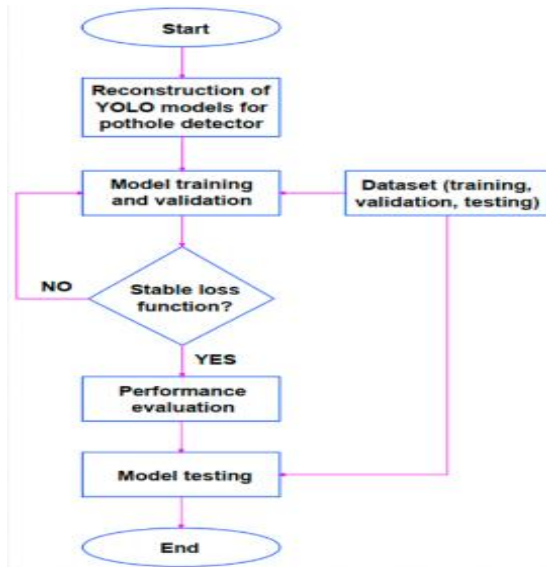 Start
Reconstruction of
YOLO models for
pothole detector
Model training
and validation
Dataset (training,
validation, testing)
NO
Stable loss
function?
YES
Performance
evaluation
Model testing
End